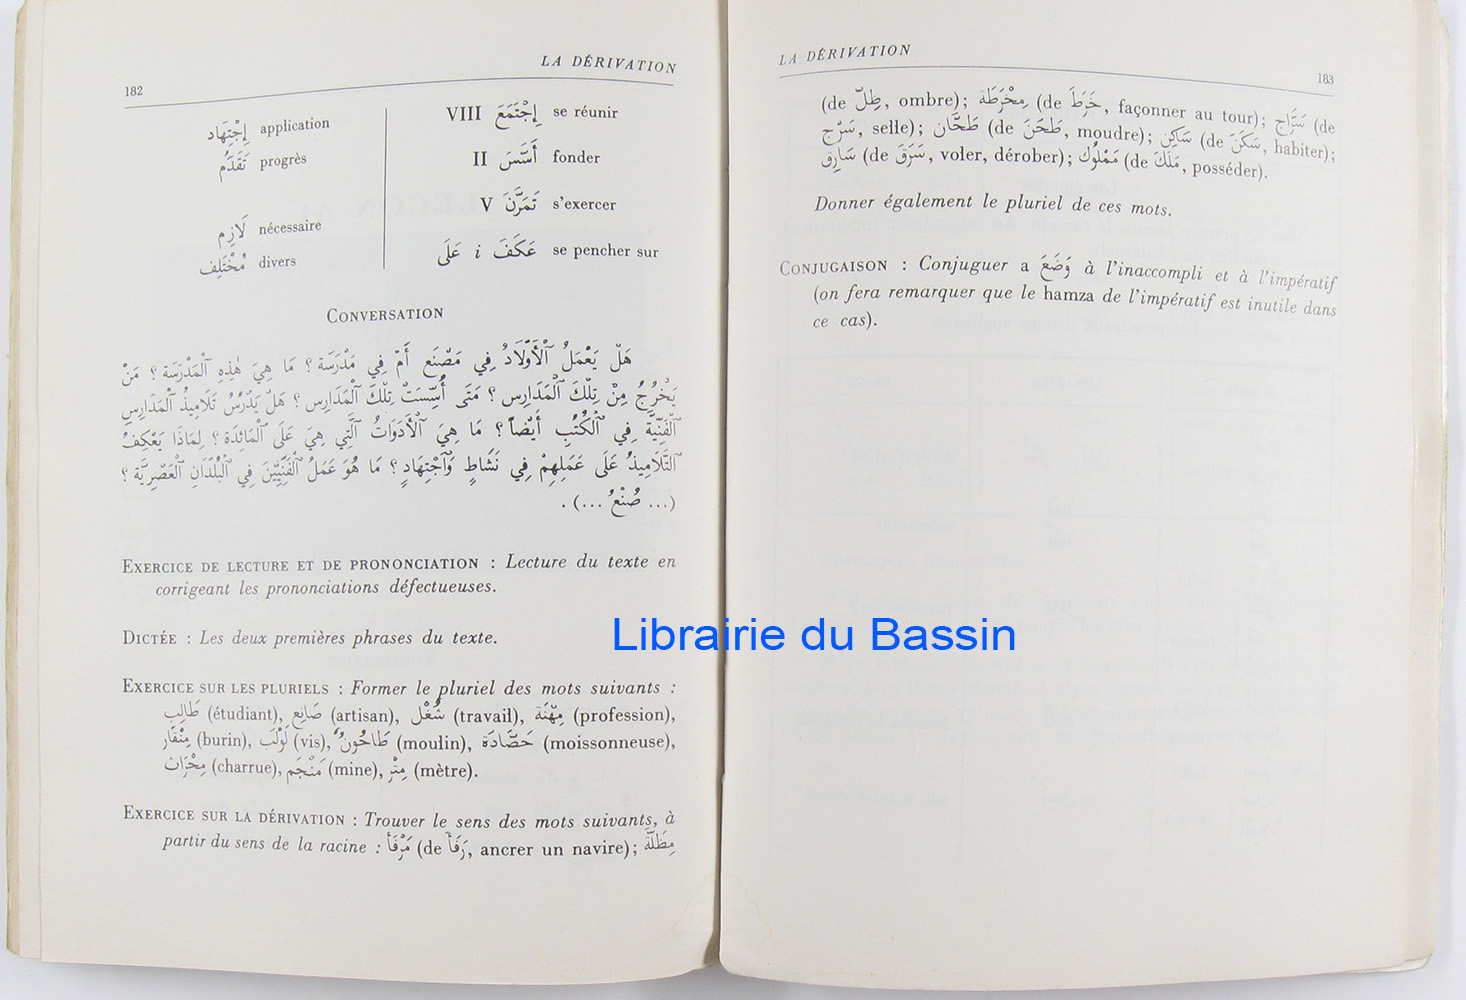 LA DÉRIVATION
182
إِجْتِهَاد application
تَقَدُّم progrès
لَازِم nécessaire
مُخْتَلِف divers
VIII إِجْتَمَعَ se réunir
II أَسَّسَ fonder
V تَمَرَّنَ s'exercer
عَكَفَ i عَلَى se pencher sur
CONVERSATION
هَلْ يَعْمَلُ ٱلْأَوْلَادُ فِي مَصْنَع أَمْ فِي مَدْرَسَة ؟ مَا هِيَ هٰذِهِ ٱلْمَدْرَسَة ؟ مَنْ
يَخْرُجُ مِنْ تِلْكَ ٱلْمَدَارِس ؟ مَتَى أُسِّسَتْ تِلْكَ ٱلْمَدَارِس ؟ هَلْ يَدْرُسُ تَلَامِيذُ ٱلْمَدَارِسِ
ٱلْفَنِّيَّة فِي ٱلْكُتُبِ أَيْضاً ؟ مَا هِيَ ٱلْأَدَوَاتُ ٱلَّتِي هِيَ عَلَى ٱلْمَائِدَة ؟ لِمَاذَا يَعْكِفُ
ٱلتَّلَامِيذُ عَلَى عَمَلِهِمْ فِي نَشَاطٍ وَٱجْتِهَادٍ ؟ مَا هُوَ عَمَلُ ٱلْفَنِّيِّينَ فِي ٱلْبُلْدَانِ ٱلْعَصْرِيَّة ؟
(... صُنْعُ ...) .
EXERCICE DE LECTURE ET DE PRONONCIATION : Lecture du texte en
corrigeant les prononciations défectueuses.
DICTÉE : Les deux premières phrases du texte.
EXERCICE SUR LES PLURIELS : Former le pluriel des mots suivants :
طَالِب (étudiant), صَانِع (artisan), شُغْل (travail), مِهْنَة (profession),
مِنْقَار (burin), لَوْلَب (vis), طَاحُونُ (moulin), حَصَّادَة (moissonneuse),
مِحْرَاث (charrue), مَنْجَم (mine), مِتْر (mètre).
EXERCICE SUR LA DÉRIVATION : Trouver le sens des mots suivants, à
partir du sens de la racine : مَرْفَأ (de رَفَأَ, ancrer un navire); مِظَلَّة
LA DÉRIVATION
183
(de ظِلّ, ombre); مِخْرَطَة (de خَرَطَ, façonner au tour); سَرَّاج (de
سَرْج, selle); طَحَّان (de طَحَنَ, moudre); سَاكِن (de سَكَنَ, habiter);
سَارِق (de سَرَقَ, voler, dérober); مَمْلُوك (de مَلَكَ, posséder).
Donner également le pluriel de ces mots.
CONJUGAISON : Conjuguer a وَضَعَ à l'inaccompli et à l'impératif
(on fera remarquer que le hamza de l'impératif est inutile dans
ce cas).
Librairie du Bassin